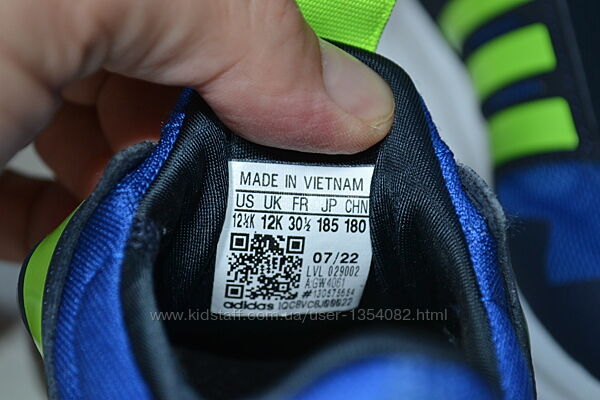 MADE IN VIETNAM
US UK FR JP CHN
12½K 12K 30½ 185 180
07/22
LVL 029002
AGW4061
adidas
www.kidstaff.com.ua/user-1354082.html